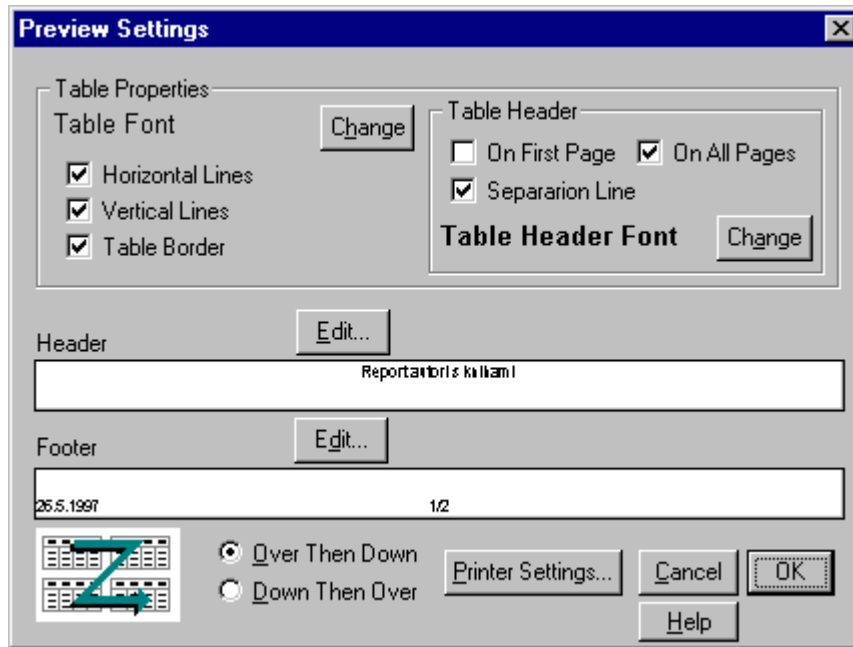 Preview Settings
Table Properties
Table Font
Change
Horizontal Lines
Vertical Lines
Table Border
Table Header
On First Page
On All Pages
Separarion Line
Table Header Font
Change
Header
Edit...
Footer
Edit...
26.5.1997 1/2
Over Then Down
Down Then Over
Printer Settings...
Cancel
OK
Help